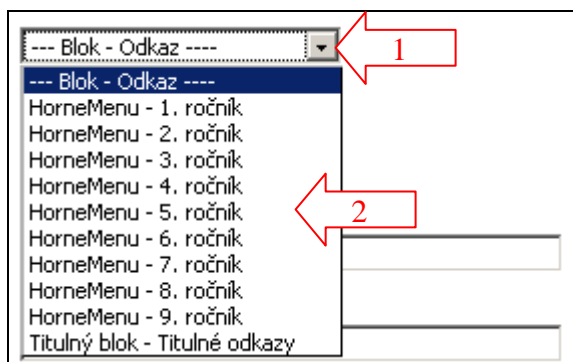 --- Blok - Odkaz ----
1
--- Blok - Odkaz ----
HorneMenu - 1. ročník
HorneMenu - 2. ročník
HorneMenu - 3. ročník
HorneMenu - 4. ročník
HorneMenu - 5. ročník
2
HorneMenu - 6. ročník
HorneMenu - 7. ročník
HorneMenu - 8. ročník
HorneMenu - 9. ročník
Titulný blok - Titulné odkazy